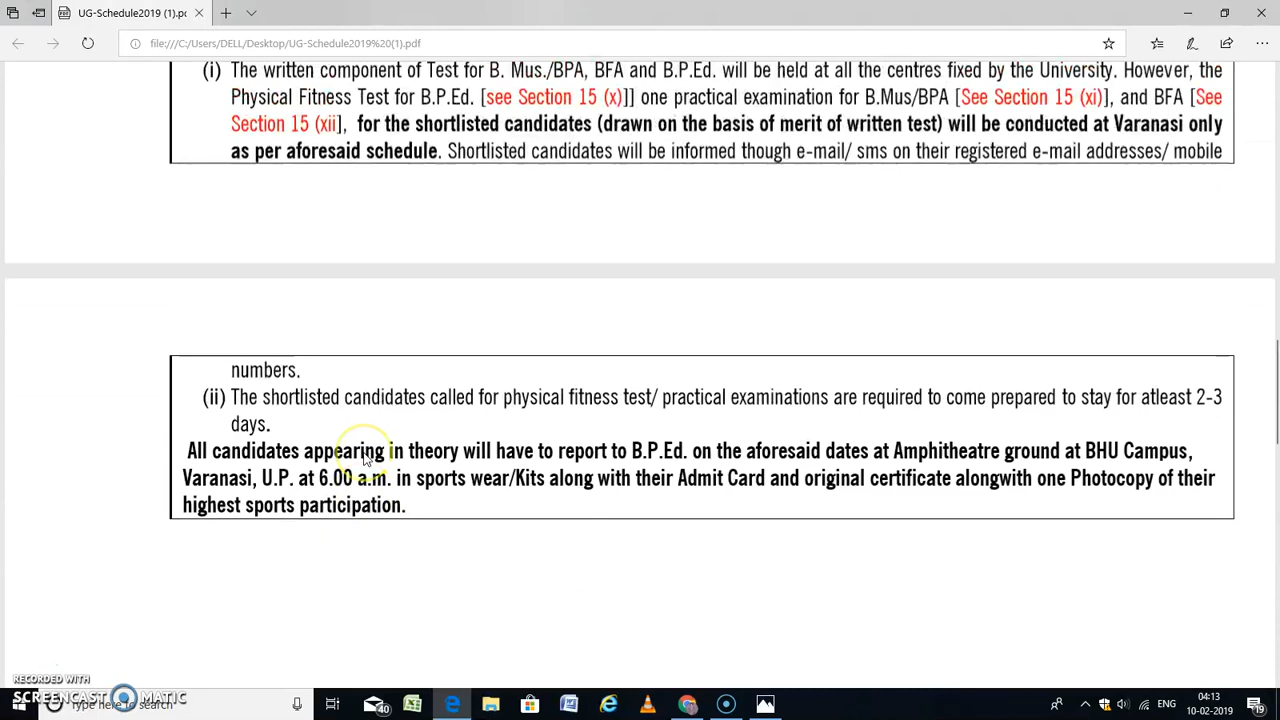 UG-Schedule2019 (1).pc
file:///C:/Users/DELL/Desktop/UG-Schedule2019%20(1).pdf
(i) The written component of Test for B. Mus./BPA, BFA and B.P.Ed. will be held at all the centres fixed by the University. However, the
Physical Fitness Test for B.P.Ed. [see Section 15 (x)]] one practical examination for B.Mus/BPA [See Section 15 (xi)], and BFA [See
Section 15 (xii], for the shortlisted candidates (drawn on the basis of merit of written test) will be conducted at Varanasi only
as per aforesaid schedule. Shortlisted candidates will be informed though e-mail/ sms on their registered e-mail addresses/ mobile
numbers.
(ii) The shortlisted candidates called for physical fitness test/ practical examinations are required to come prepared to stay for atleast 2-3
days.
All candidates appearing in theory will have to report to B.P.Ed. on the aforesaid dates at Amphitheatre ground at BHU Campus,
Varanasi, U.P. at 6.00 a.m. in sports wear/Kits along with their Admit Card and original certificate alongwith one Photocopy of their
highest sports participation.
RECORDED WITH
SCREENCAST MATIC
Type here to search
40
ENG
04:13
10-02-2019
19